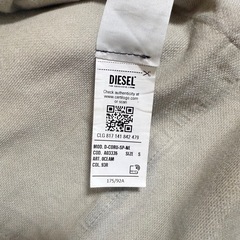 DIESEL
Check authenticity at
www.certilogo.com
or scan
CLG 817 141 842 479
MOD. D-CORU-SP-NE
COD. A03335 SIZE S
ART. 0CEAM
COL. 93R
175/92A